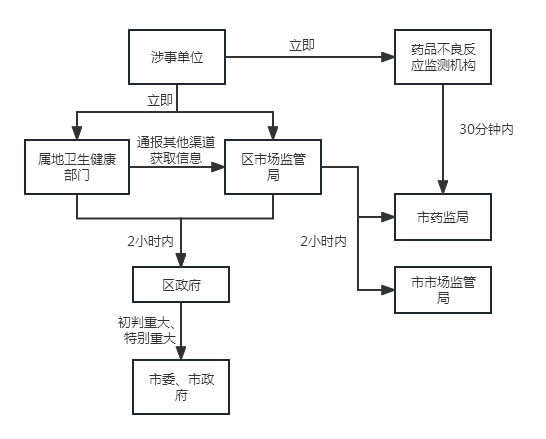 涉事单位
立即
药品不良反
应监测机构
立即
30分钟内
属地卫生健康
部门
通报其他渠道
获取信息
区市场监管
局
市药监局
2小时内
2小时内
区政府
市市场监管
局
初判重大、
特别重大
市委、市政
府